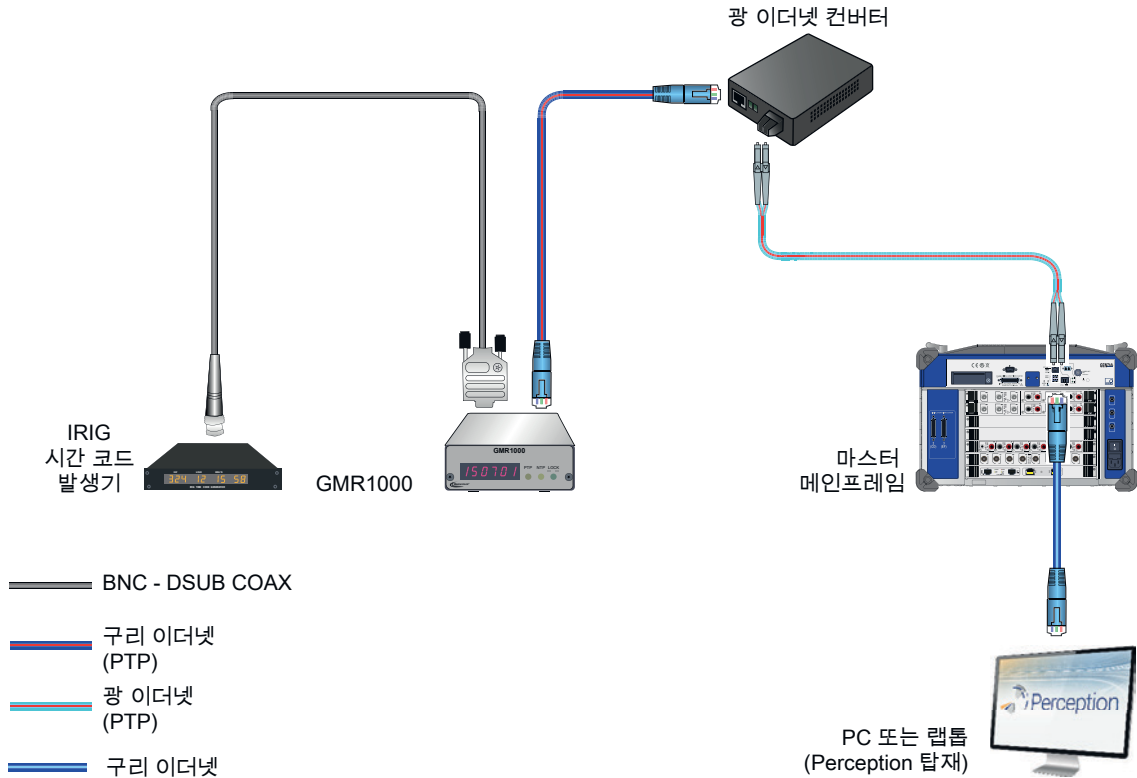 광 이더넷 컨버터
IRIG
시간 코드
발생기
324 12 15 58
GMR1000
GMR1000
150701
PTP NTP LOCK
마스터
메인프레임
BNC - DSUB COAX
구리 이더넷
(PTP)
광 이더넷
(PTP)
구리 이더넷
Perception
PC 또는 랩톱
(Perception 탑재)